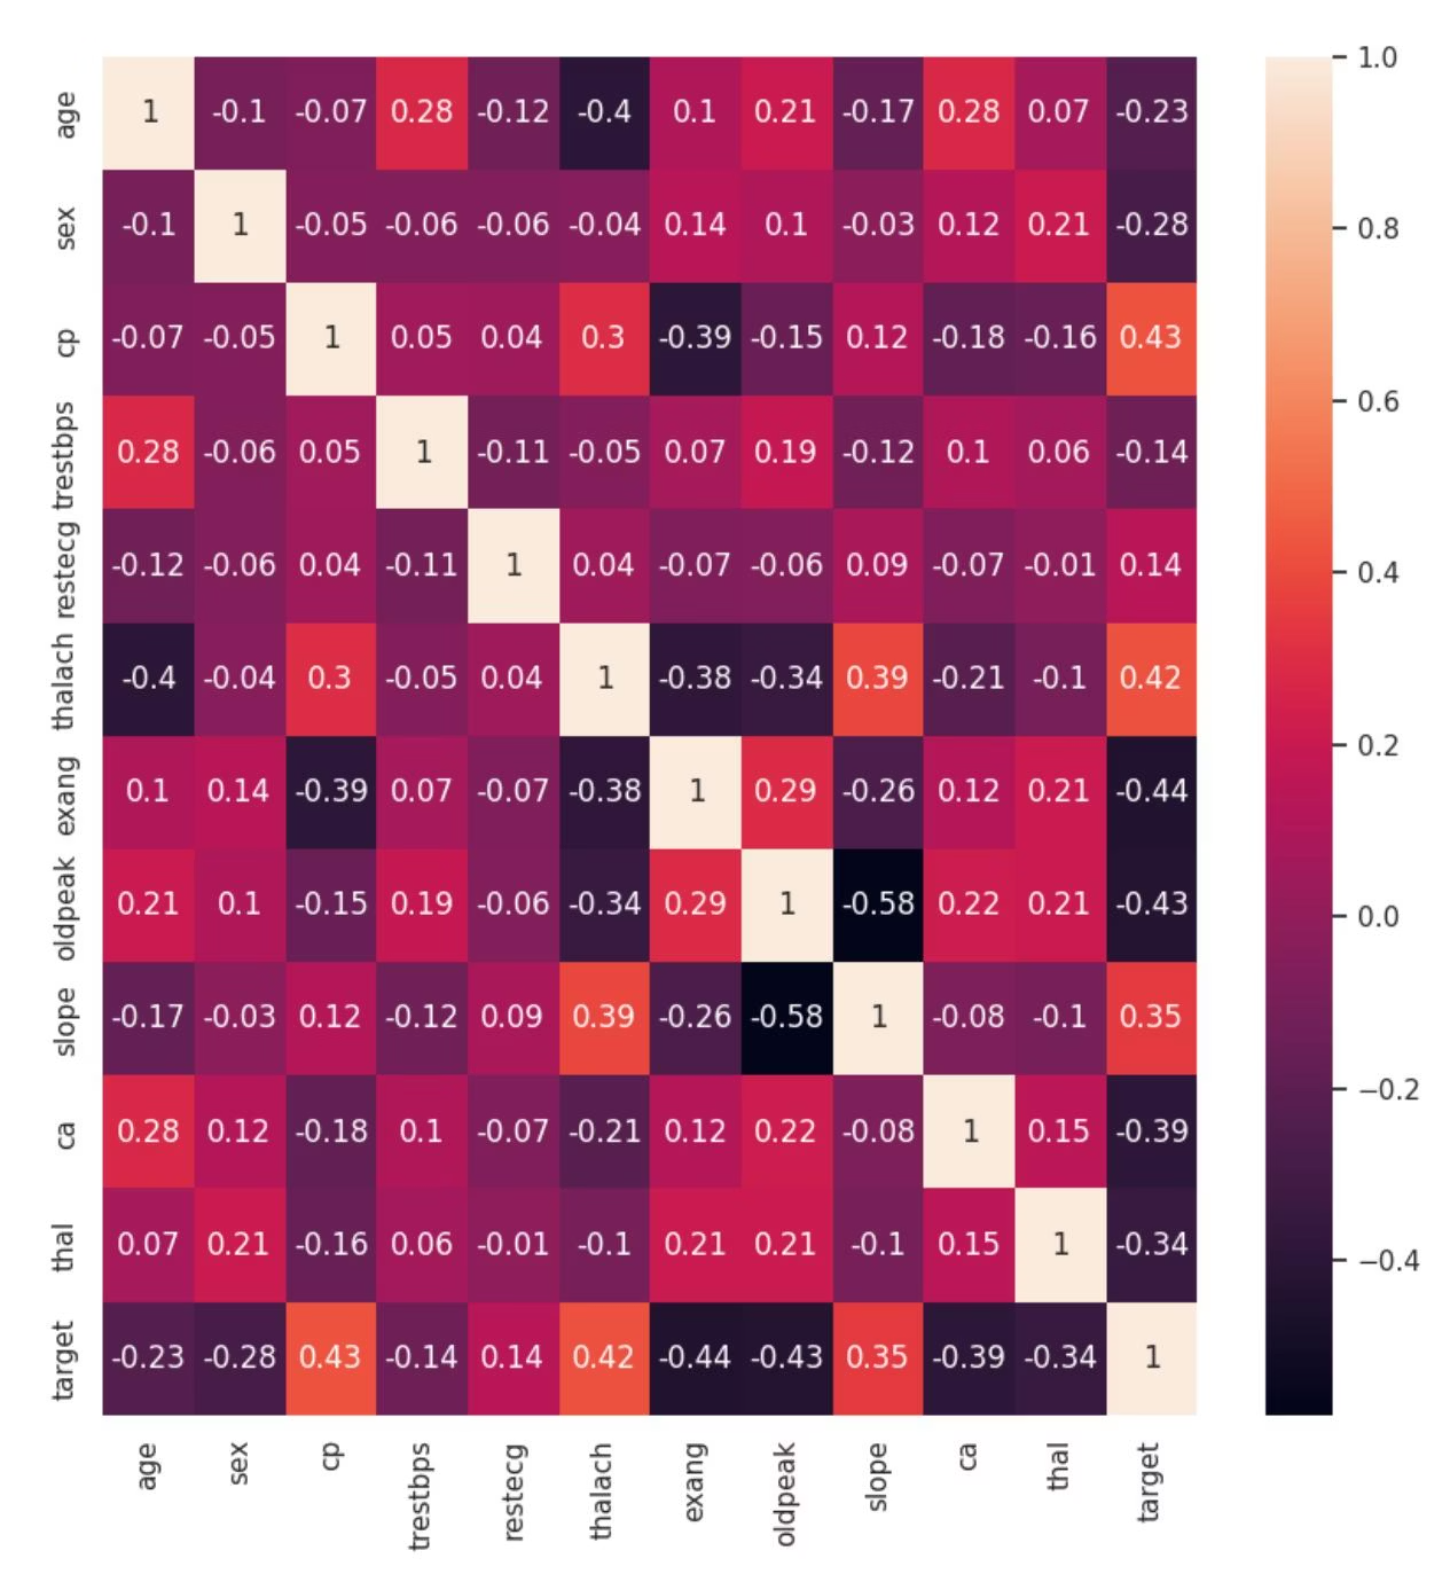 age 1 -0.1 -0.07 0.28 -0.12 -0.4 0.1 0.21 -0.17 0.28 0.07 -0.23
sex -0.1 1 -0.05 -0.06 -0.06 -0.04 0.14 0.1 -0.03 0.12 0.21 -0.28
cp -0.07 -0.05 1 0.05 0.04 0.3 -0.39 -0.15 0.12 -0.18 -0.16 0.43
trestbps 0.28 -0.06 0.05 1 -0.11 -0.05 0.07 0.19 -0.12 0.1 0.06 -0.14
restecg -0.12 -0.06 0.04 -0.11 1 0.04 -0.07 -0.06 0.09 -0.07 -0.01 0.14
thalach -0.4 -0.04 0.3 -0.05 0.04 1 -0.38 -0.34 0.39 -0.21 -0.1 0.42
exang 0.1 0.14 -0.39 0.07 -0.07 -0.38 1 0.29 -0.26 0.12 0.21 -0.44
oldpeak 0.21 0.1 -0.15 0.19 -0.06 -0.34 0.29 1 -0.58 0.22 0.21 -0.43
slope -0.17 -0.03 0.12 -0.12 0.09 0.39 -0.26 -0.58 1 -0.08 -0.1 0.35
ca 0.28 0.12 -0.18 0.1 -0.07 -0.21 0.12 0.22 -0.08 1 0.15 -0.39
thal 0.07 0.21 -0.16 0.06 -0.01 -0.1 0.21 0.21 -0.1 0.15 1 -0.34
target -0.23 -0.28 0.43 -0.14 0.14 0.42 -0.44 -0.43 0.35 -0.39 -0.34 1
age sex cp trestbps restecg thalach exang oldpeak slope ca thal target
1.0
0.8
0.6
0.4
0.2
0.0
−0.2
−0.4